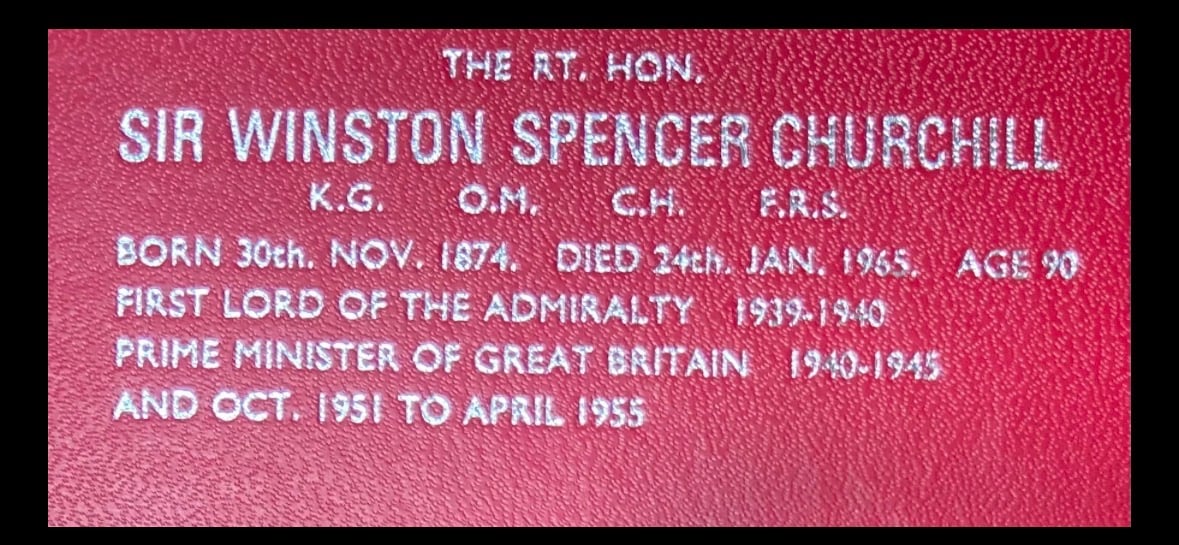 THE RT. HON.
SIR WINSTON SPENCER CHURCHILL
K.G. O.M. C.H. F.R.S.
BORN 30th. NOV. 1874. DIED 24th. JAN. 1965. AGE 90
FIRST LORD OF THE ADMIRALTY 1939-1940
PRIME MINISTER OF GREAT BRITAIN 1940-1945
AND OCT. 1951 TO APRIL 1955